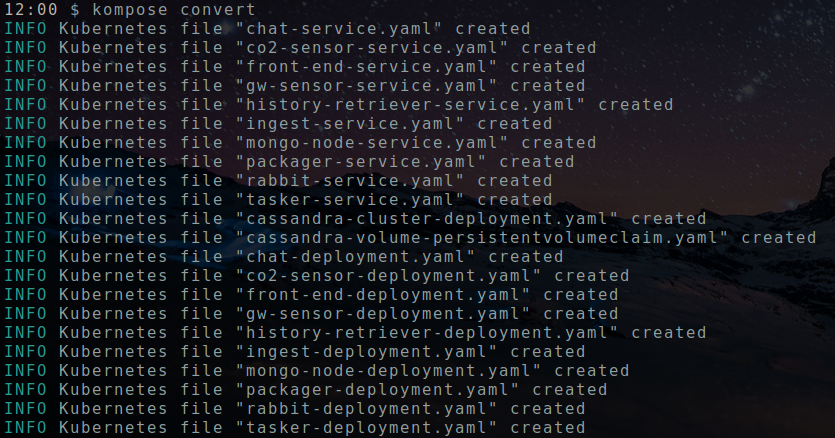 12:00 $ kompose convert
INFO Kubernetes file "chat-service.yaml" created
INFO Kubernetes file "co2-sensor-service.yaml" created
INFO Kubernetes file "front-end-service.yaml" created
INFO Kubernetes file "gw-sensor-service.yaml" created
INFO Kubernetes file "history-retriever-service.yaml" created
INFO Kubernetes file "ingest-service.yaml" created
INFO Kubernetes file "mongo-node-service.yaml" created
INFO Kubernetes file "packager-service.yaml" created
INFO Kubernetes file "rabbit-service.yaml" created
INFO Kubernetes file "tasker-service.yaml" created
INFO Kubernetes file "cassandra-cluster-deployment.yaml" created
INFO Kubernetes file "cassandra-volume-persistentvolumeclaim.yaml" created
INFO Kubernetes file "chat-deployment.yaml" created
INFO Kubernetes file "co2-sensor-deployment.yaml" created
INFO Kubernetes file "front-end-deployment.yaml" created
INFO Kubernetes file "gw-sensor-deployment.yaml" created
INFO Kubernetes file "history-retriever-deployment.yaml" created
INFO Kubernetes file "ingest-deployment.yaml" created
INFO Kubernetes file "mongo-node-deployment.yaml" created
INFO Kubernetes file "packager-deployment.yaml" created
INFO Kubernetes file "rabbit-deployment.yaml" created
INFO Kubernetes file "tasker-deployment.yaml" created